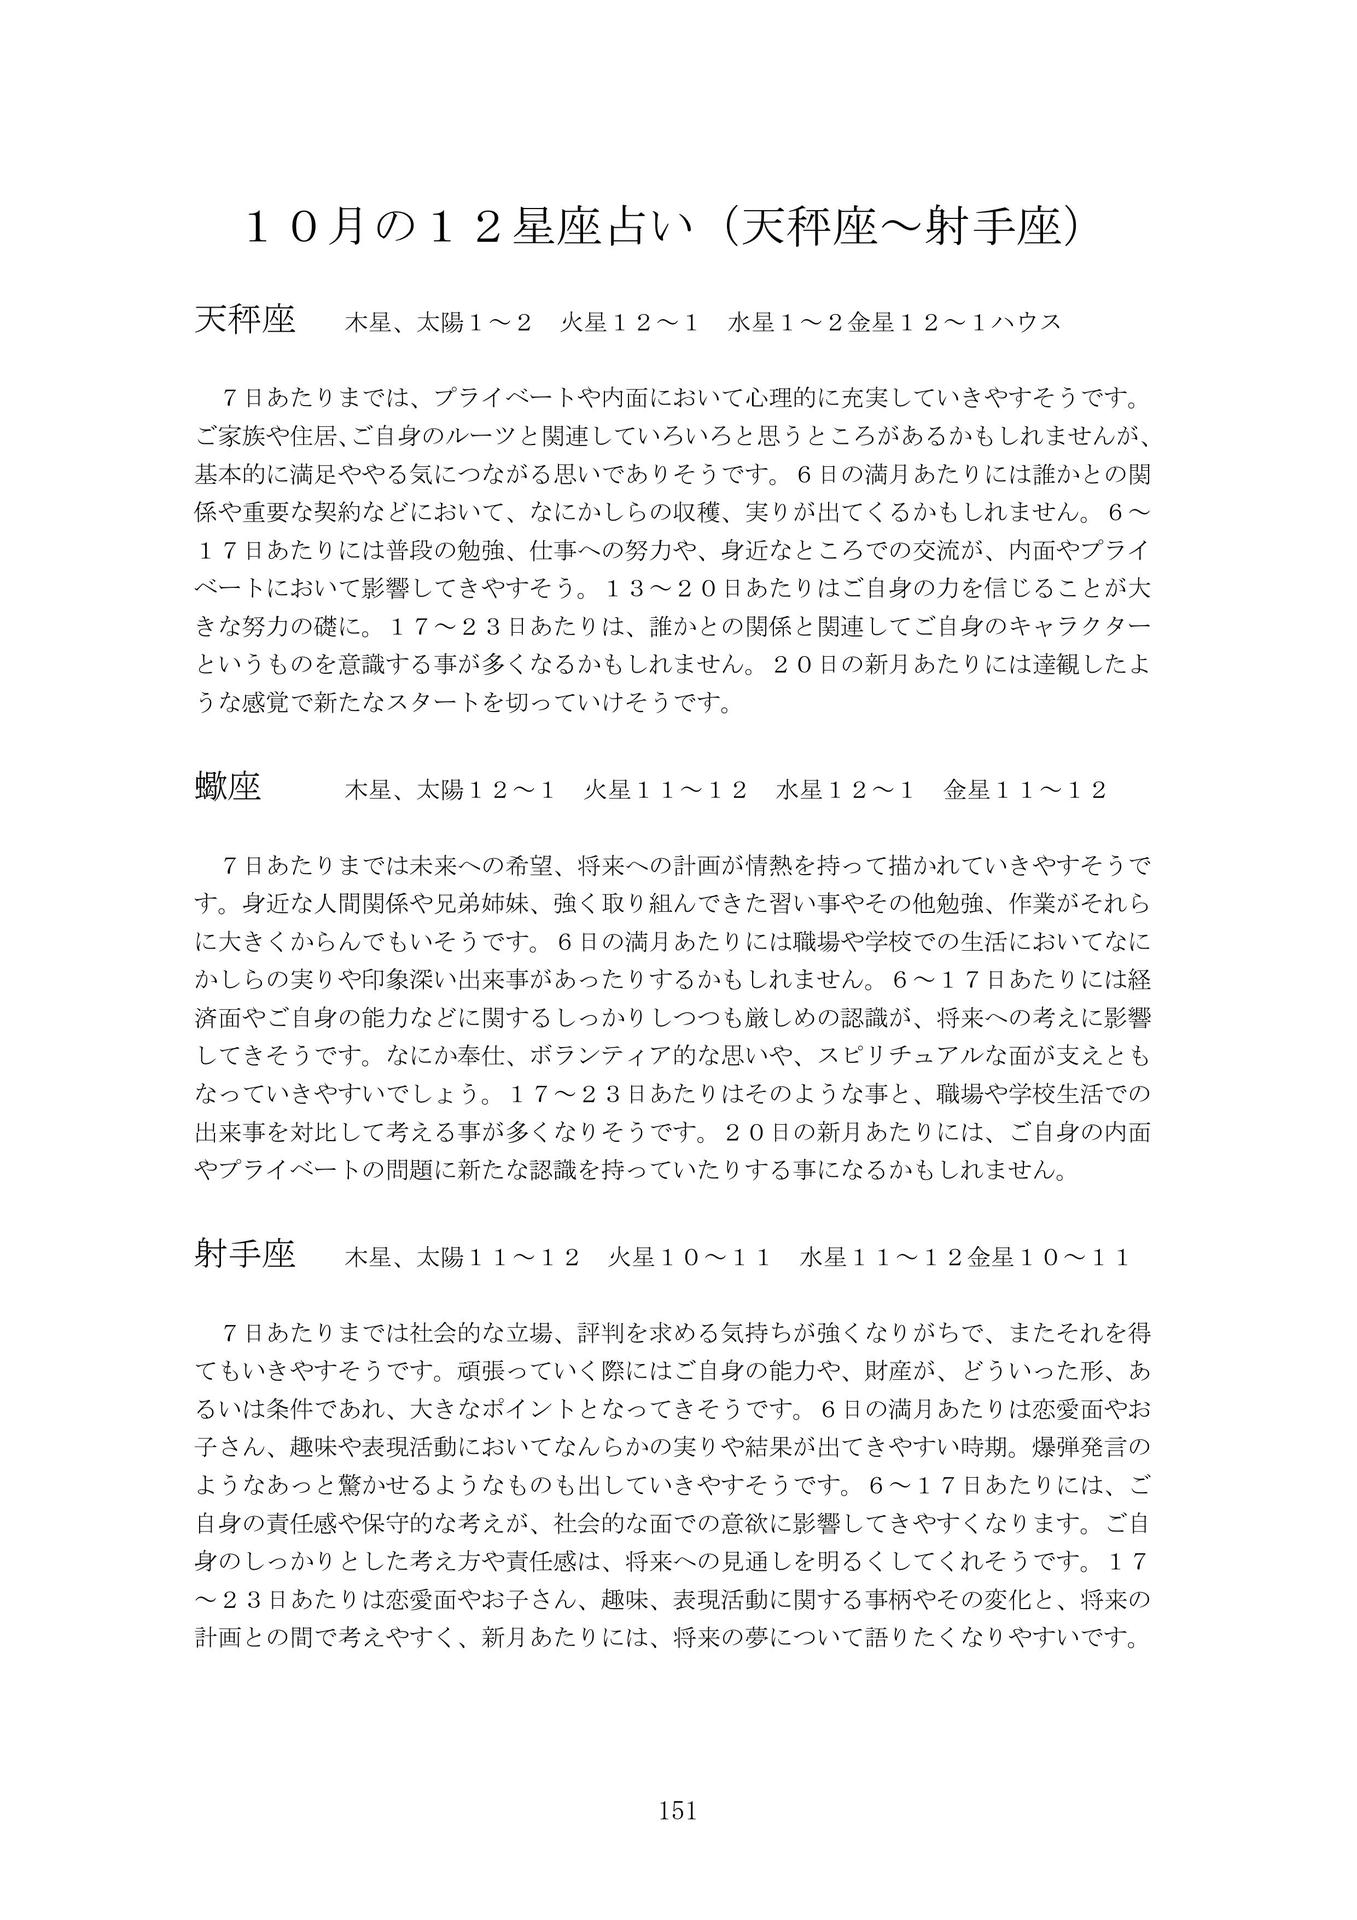 １０月の１２星座占い（天秤座～射手座）
天秤座　　木星、太陽１～２　火星１２～１　水星１～２金星１２～１ハウス
　７日あたりまでは、プライベートや内面において心理的に充実していきやすそうです。
ご家族や住居、ご自身のルーツと関連していろいろと思うところがあるかもしれませんが、
基本的に満足ややる気につながる思いでありそうです。６日の満月あたりには誰かとの関
係や重要な契約などにおいて、なにかしらの収穫、実りが出てくるかもしれません。６～
１７日あたりには普段の勉強、仕事への努力や、身近なところでの交流が、内面やプライ
ベートにおいて影響してきやすそう。１３～２０日あたりはご自身の力を信じることが大
きな努力の礎に。１７～２３日あたりは、誰かとの関係と関連してご自身のキャラクター
というものを意識する事が多くなるかもしれません。２０日の新月あたりには達観したよ
うな感覚で新たなスタートを切っていけそうです。
蠍座　　　木星、太陽１２～１　火星１１～１２　水星１２～１　金星１１～１２
　７日あたりまでは未来への希望、将来への計画が情熱を持って描かれていきやすそうで
す。身近な人間関係や兄弟姉妹、強く取り組んできた習い事やその他勉強、作業がそれら
に大きくからんでもいそうです。６日の満月あたりには職場や学校での生活においてなに
かしらの実りや印象深い出来事があったりするかもしれません。６～１７日あたりには経
済面やご自身の能力などに関するしっかりしつつも厳しめの認識が、将来への考えに影響
してきそうです。なにか奉仕、ボランティア的な思いや、スピリチュアルな面が支えとも
なっていきやすいでしょう。１７～２３日あたりはそのような事と、職場や学校生活での
出来事を対比して考える事が多くなりそうです。２０日の新月あたりには、ご自身の内面
やプライベートの問題に新たな認識を持っていたりする事になるかもしれません。
射手座　　木星、太陽１１～１２　火星１０～１１　水星１１～１２金星１０～１１
　７日あたりまでは社会的な立場、評判を求める気持ちが強くなりがちで、またそれを得
てもいきやすそうです。頑張っていく際にはご自身の能力や、財産が、どういった形、あ
るいは条件であれ、大きなポイントとなってきそうです。６日の満月あたりは恋愛面やお
子さん、趣味や表現活動においてなんらかの実りや結果が出てきやすい時期。爆弾発言の
ようなあっと驚かせるようなものも出していきやすそうです。６～１７日あたりには、ご
自身の責任感や保守的な考えが、社会的な面での意欲に影響してきやすくなります。ご自
身のしっかりとした考え方や責任感は、将来への見通しを明るくしてくれそうです。１７
～２３日あたりは恋愛面やお子さん、趣味、表現活動に関する事柄やその変化と、将来の
計画との間で考えやすく、新月あたりには、将来の夢について語りたくなりやすいです。
151